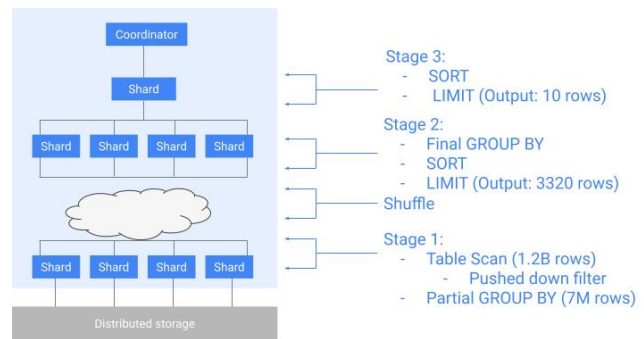 Coordinator
Shard
Shard Shard Shard Shard
Shard Shard Shard Shard
Distributed storage
Stage 3:
- SORT
- LIMIT (Output: 10 rows)
Stage 2:
- Final GROUP BY
- SORT
- LIMIT (Output: 3320 rows)
Shuffle
Stage 1:
- Table Scan (1.2B rows)
- Pushed down filter
- Partial GROUP BY (7M rows)